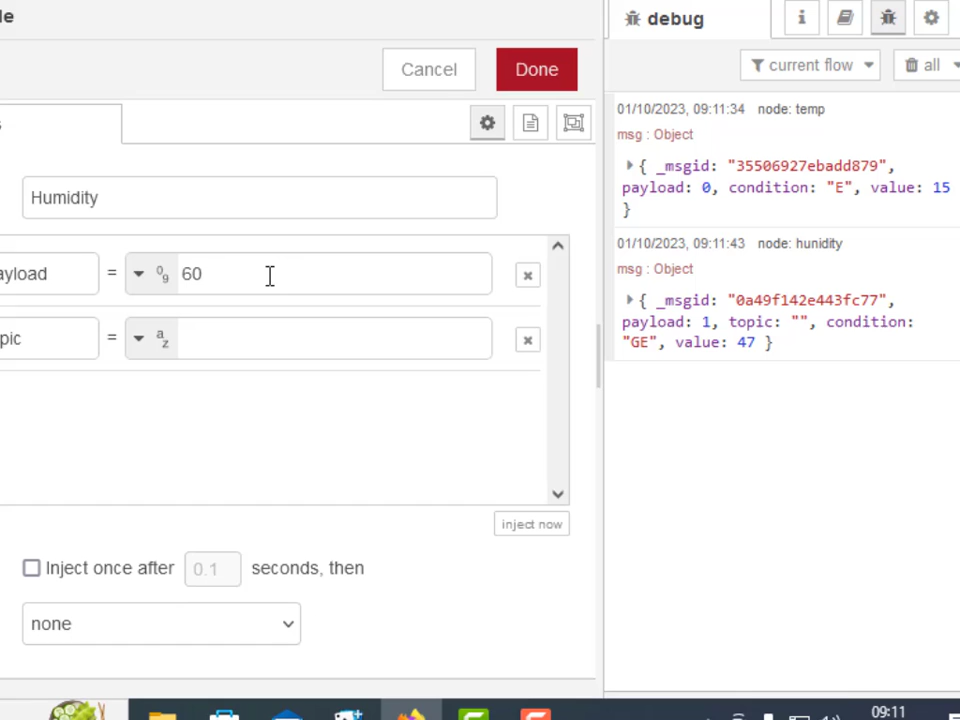 le
debug
Cancel
Done
current flow
all
s
01/10/2023, 09:11:34 node: temp
msg : Object
{ _msgid: "35506927ebadd879",
payload: 0, condition: "E", value: 15
}
Humidity
01/10/2023, 09:11:43 node: hunidity
msg : Object
{ _msgid: "0a49f142e443fc77",
payload: 1, topic: "", condition:
"GE", value: 47 }
ayload = 09 60
pic = az
inject now
Inject once after 0.1 seconds, then
none
09:11